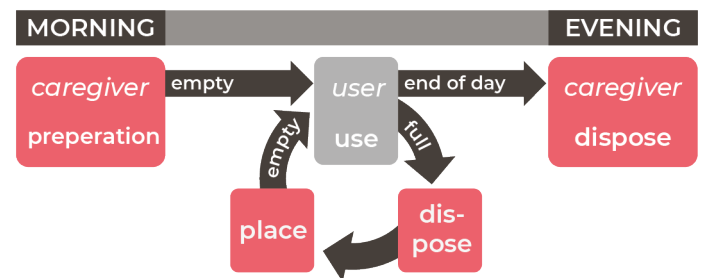 MORNING
EVENING
caregiver
preperation
empty
user
use
end of day
caregiver
dispose
empty
full
place
dis-
pose